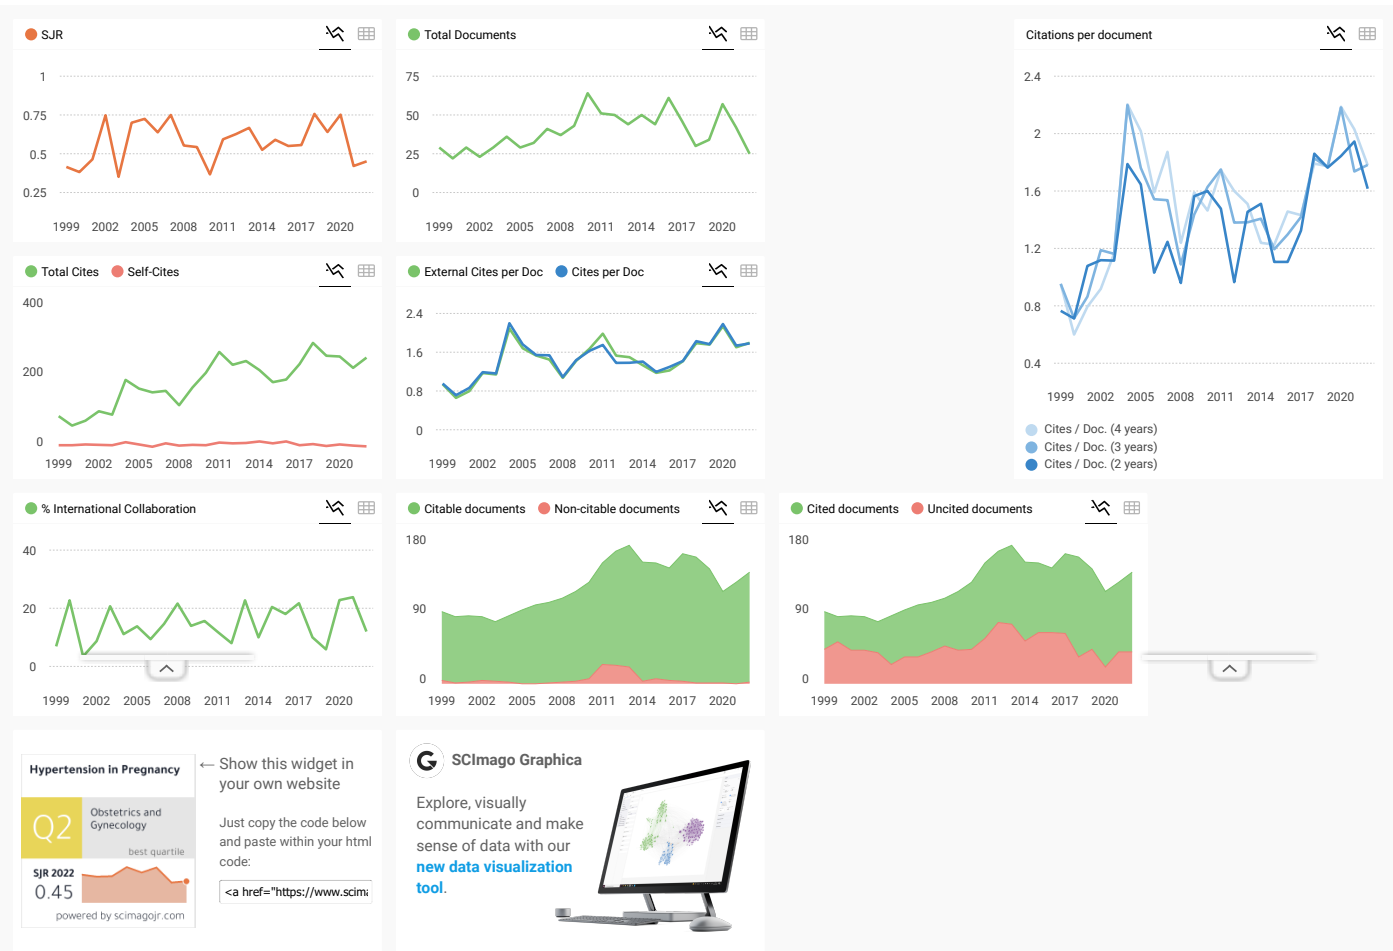 SJR
1
0.75
0.5
0.25
1999 2002 2005 2008 2011 2014 2017 2020
Total Documents
75
50
25
0
1999 2002 2005 2008 2011 2014 2017 2020
Citations per document
2.4
2
1.6
1.2
0.8
0.4
1999 2002 2005 2008 2011 2014 2017 2020
Cites / Doc. (4 years)
Cites / Doc. (3 years)
Cites / Doc. (2 years)
Total Cites Self-Cites
400
200
0
1999 2002 2005 2008 2011 2014 2017 2020
External Cites per Doc Cites per Doc
2.4
1.6
0.8
0
1999 2002 2005 2008 2011 2014 2017 2020
% International Collaboration
40
20
0
1999 2002 2005 2008 2011 2014 2017 2020
Citable documents Non-citable documents
180
90
0
1999 2002 2005 2008 2011 2014 2017 2020
Cited documents Uncited documents
180
90
0
1999 2002 2005 2008 2011 2014 2017 2020
Hypertension in Pregnancy
Q2
Obstetrics and
Gynecology
best quartile
SJR 2022
0.45
powered by scimagojr.com
← Show this widget in
your own website
Just copy the code below
and paste within your html
code:
<a href="https://www.scima
SCImago Graphica
Explore, visually
communicate and make
sense of data with our
new data visualization
tool.